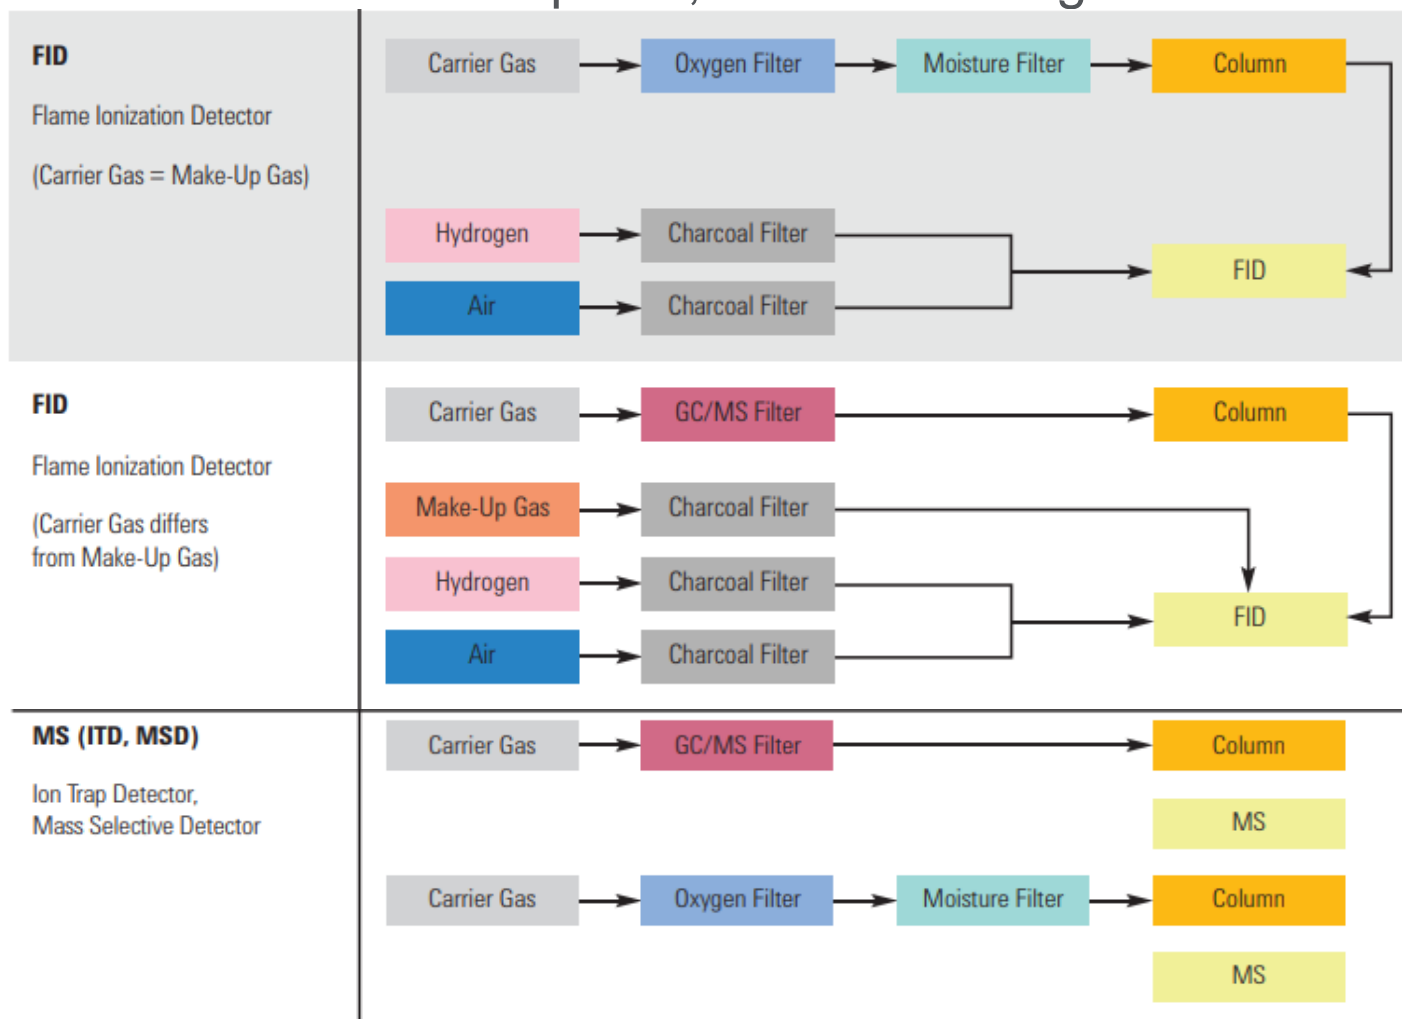 FID
Flame Ionization Detector
(Carrier Gas = Make-Up Gas)
Carrier Gas
Oxygen Filter
Moisture Filter
Column
Hydrogen
Charcoal Filter
FID
Air
Charcoal Filter
FID
Flame Ionization Detector
(Carrier Gas differs
from Make-Up Gas)
Carrier Gas
GC/MS Filter
Column
Make-Up Gas
Charcoal Filter
Hydrogen
Charcoal Filter
FID
Air
Charcoal Filter
MS (ITD, MSD)
Ion Trap Detector,
Mass Selective Detector
Carrier Gas
GC/MS Filter
Column
MS
Carrier Gas
Oxygen Filter
Moisture Filter
Column
MS